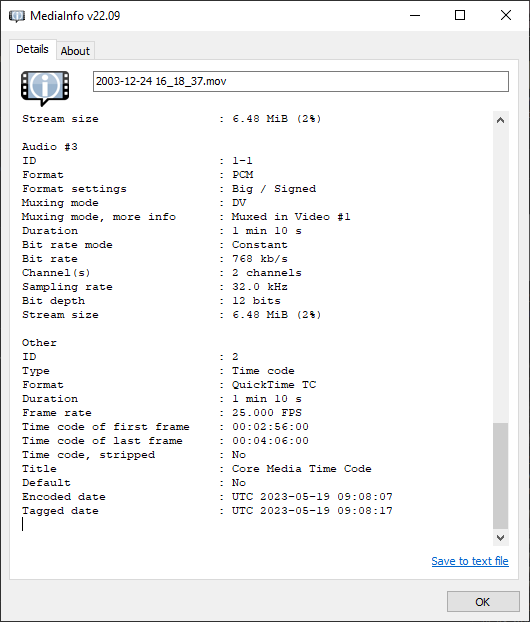 MediaInfo v22.09
Details About
2003-12-24 16_18_37.mov
Stream size : 6.48 MiB (2%)
Audio #3
ID : 1-1
Format : PCM
Format settings : Big / Signed
Muxing mode : DV
Muxing mode, more info : Muxed in Video #1
Duration : 1 min 10 s
Bit rate mode : Constant
Bit rate : 768 kb/s
Channel(s) : 2 channels
Sampling rate : 32.0 kHz
Bit depth : 12 bits
Stream size : 6.48 MiB (2%)
Other
ID : 2
Type : Time code
Format : QuickTime TC
Duration : 1 min 10 s
Frame rate : 25.000 FPS
Time code of first frame : 00:02:56:00
Time code of last frame : 00:04:06:00
Time code, stripped : No
Title : Core Media Time Code
Default : No
Encoded date : UTC 2023-05-19 09:08:07
Tagged date : UTC 2023-05-19 09:08:17
Save to text file
OK